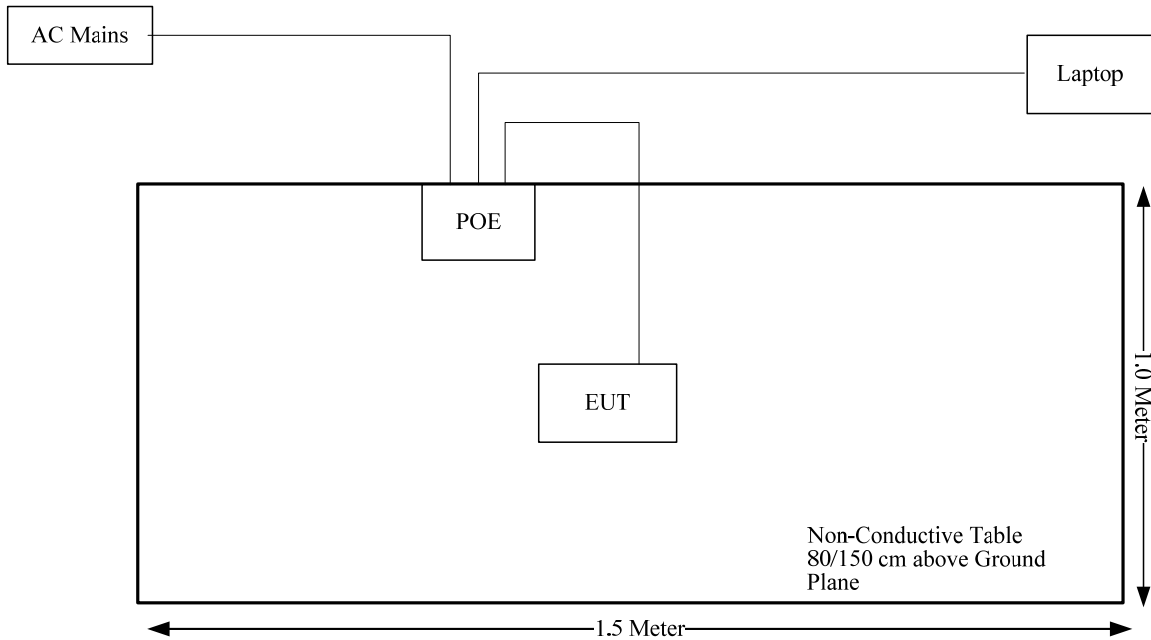 AC Mains
Laptop
POE
EUT
1.0 Meter
Non-Conductive Table
80/150 cm above Ground
Plane
1.5 Meter